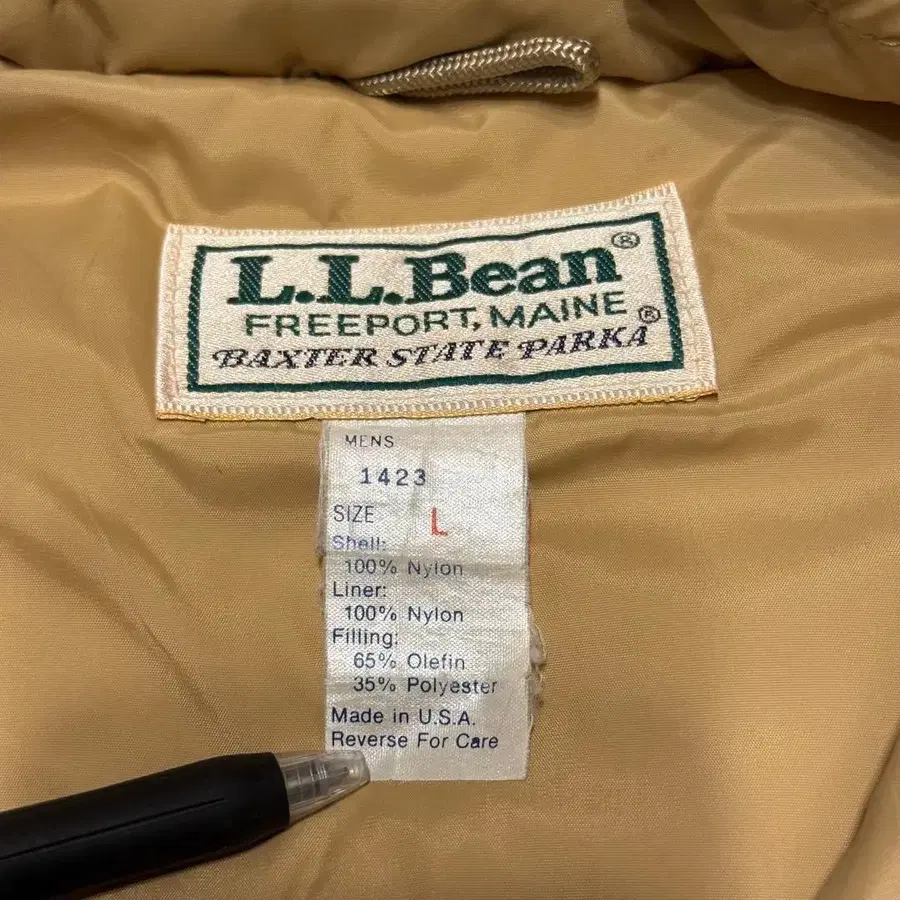 L.L.Bean®
FREEPORT, MAINE
BAXTER STATE PARKA®
MENS
1423
SIZE L
Shell:
100% Nylon
Liner:
100% Nylon
Filling:
65% Olefin
35% Polyester
Made in U.S.A.
Reverse For Care